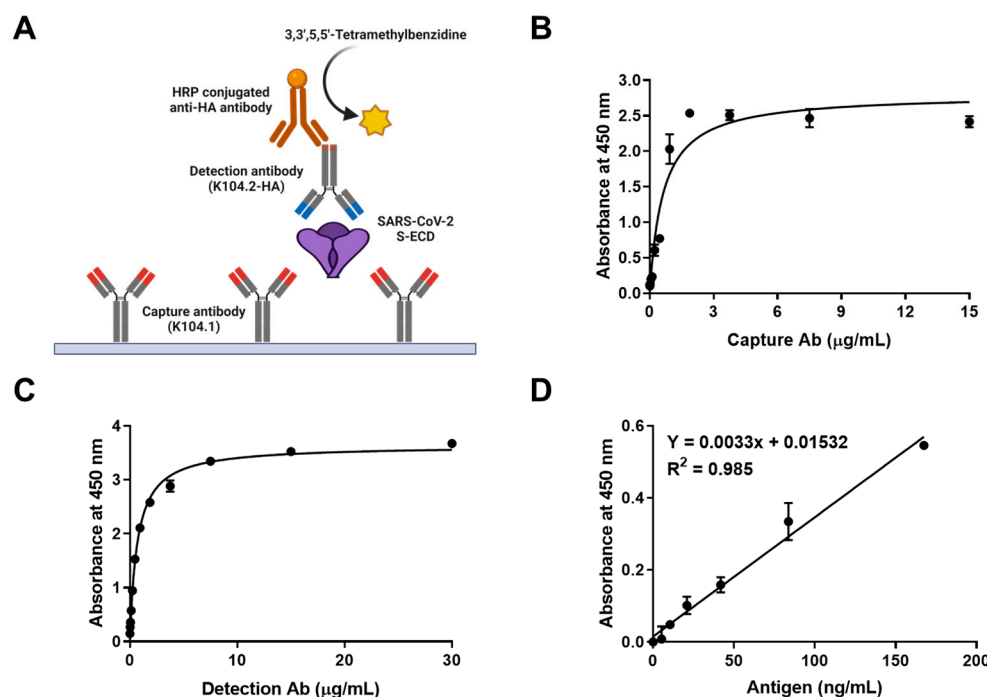 A
3,3',5,5'-Tetramethylbenzidine
HRP conjugated
anti-HA antibody
Detection antibody
(K104.2-HA)
SARS-CoV-2
S-ECD
Capture antibody
(K104.1)
B
Absorbance at 450 nm
3.0
2.5
2.0
1.5
1.0
0.5
0.0
0
3
6
9
12
15
Capture Ab (μg/mL)
C
Absorbance at 450 nm
4
3
2
1
0
0
10
20
30
Detection Ab (μg/mL)
D
Absorbance at 450 nm
0.6
0.4
0.2
0.0
Y = 0.0033x + 0.01532
R² = 0.985
0
50
100
150
200
Antigen (ng/mL)